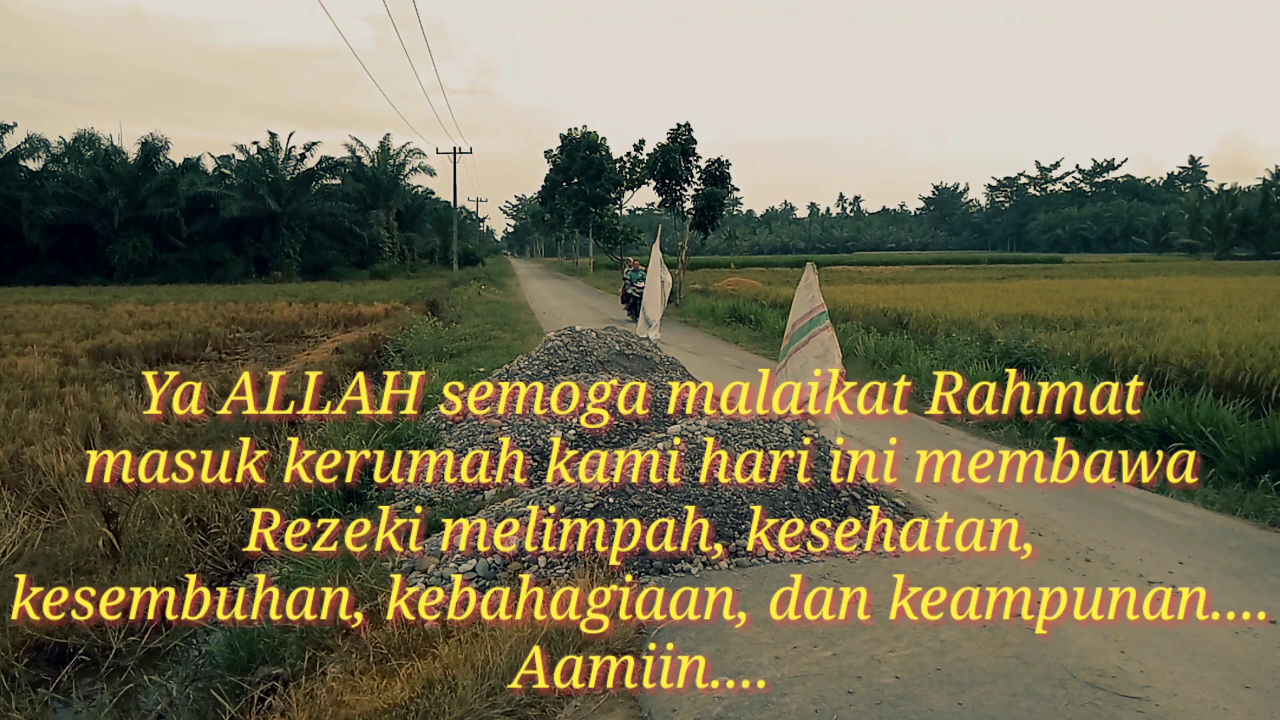 Ya ALLAH semoga malaikat Rahmat
masuk kerumah kami hari ini membawa
Rezeki melimpah, kesehatan,
kesembuhan, kebahagiaan, dan keampunan....
Aamiin....